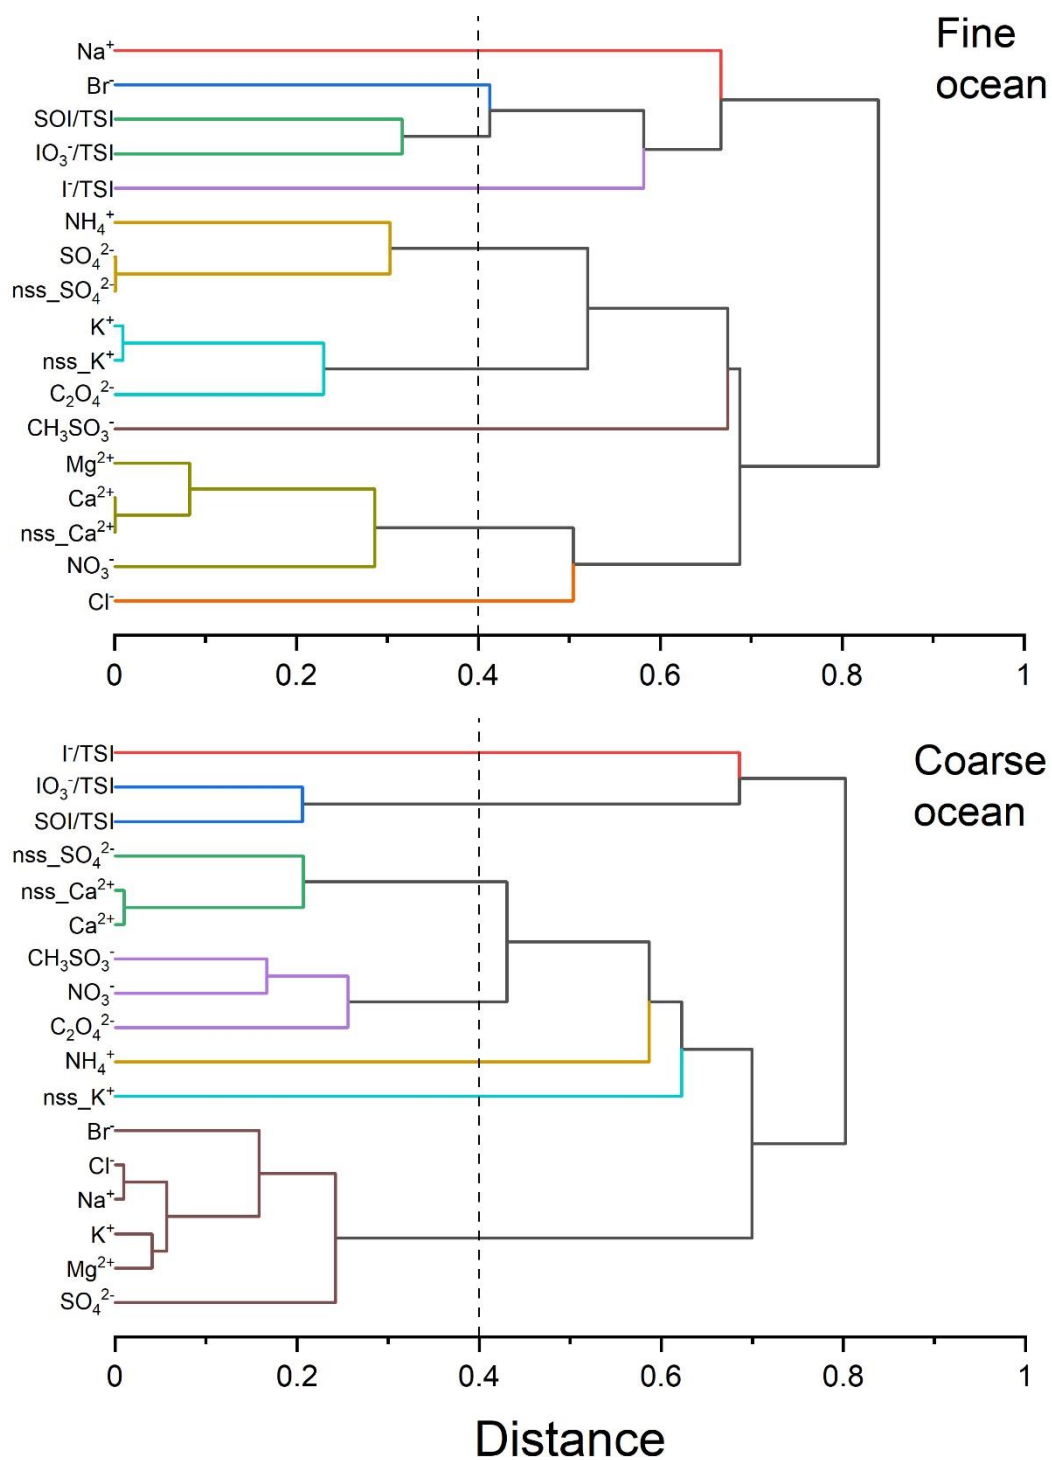 Fine
ocean
Na⁺
Br⁻
SOI/TSI
IO₃⁻/TSI
I⁻/TSI
NH₄⁺
SO₄²⁻
nss_SO₄²⁻
K⁺
nss_K⁺
C₂O₄²⁻
CH₃SO₃⁻
Mg²⁺
Ca²⁺
nss_Ca²⁺
NO₃⁻
Cl⁻
0 0.2 0.4 0.6 0.8 1
Coarse
ocean
I⁻/TSI
IO₃⁻/TSI
SOI/TSI
nss_SO₄²⁻
nss_Ca²⁺
Ca²⁺
CH₃SO₃⁻
NO₃⁻
C₂O₄²⁻
NH₄⁺
nss_K⁺
Br⁻
Cl⁻
Na⁺
K⁺
Mg²⁺
SO₄²⁻
0 0.2 0.4 0.6 0.8 1
Distance